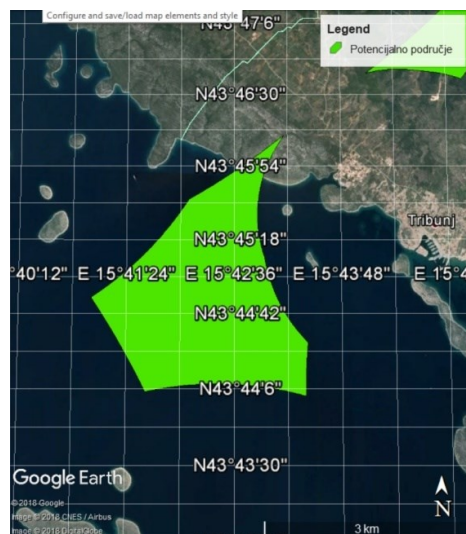 Configure and save/load map elements and style
N43°47'6"
Legend
Potencijalno područje
N43°46'30"
N43°45'54"
Tribunj
N43°45'18"
°40'12" E 15°41'24" E 15°42'36" E 15°43'48" E 15°4
N43°44'42"
N43°44'6"
N43°43'30"
Google Earth
© 2018 Google
Image © 2018 CNES / Airbus
Image © 2018 DigitalGlobe
N
3 km